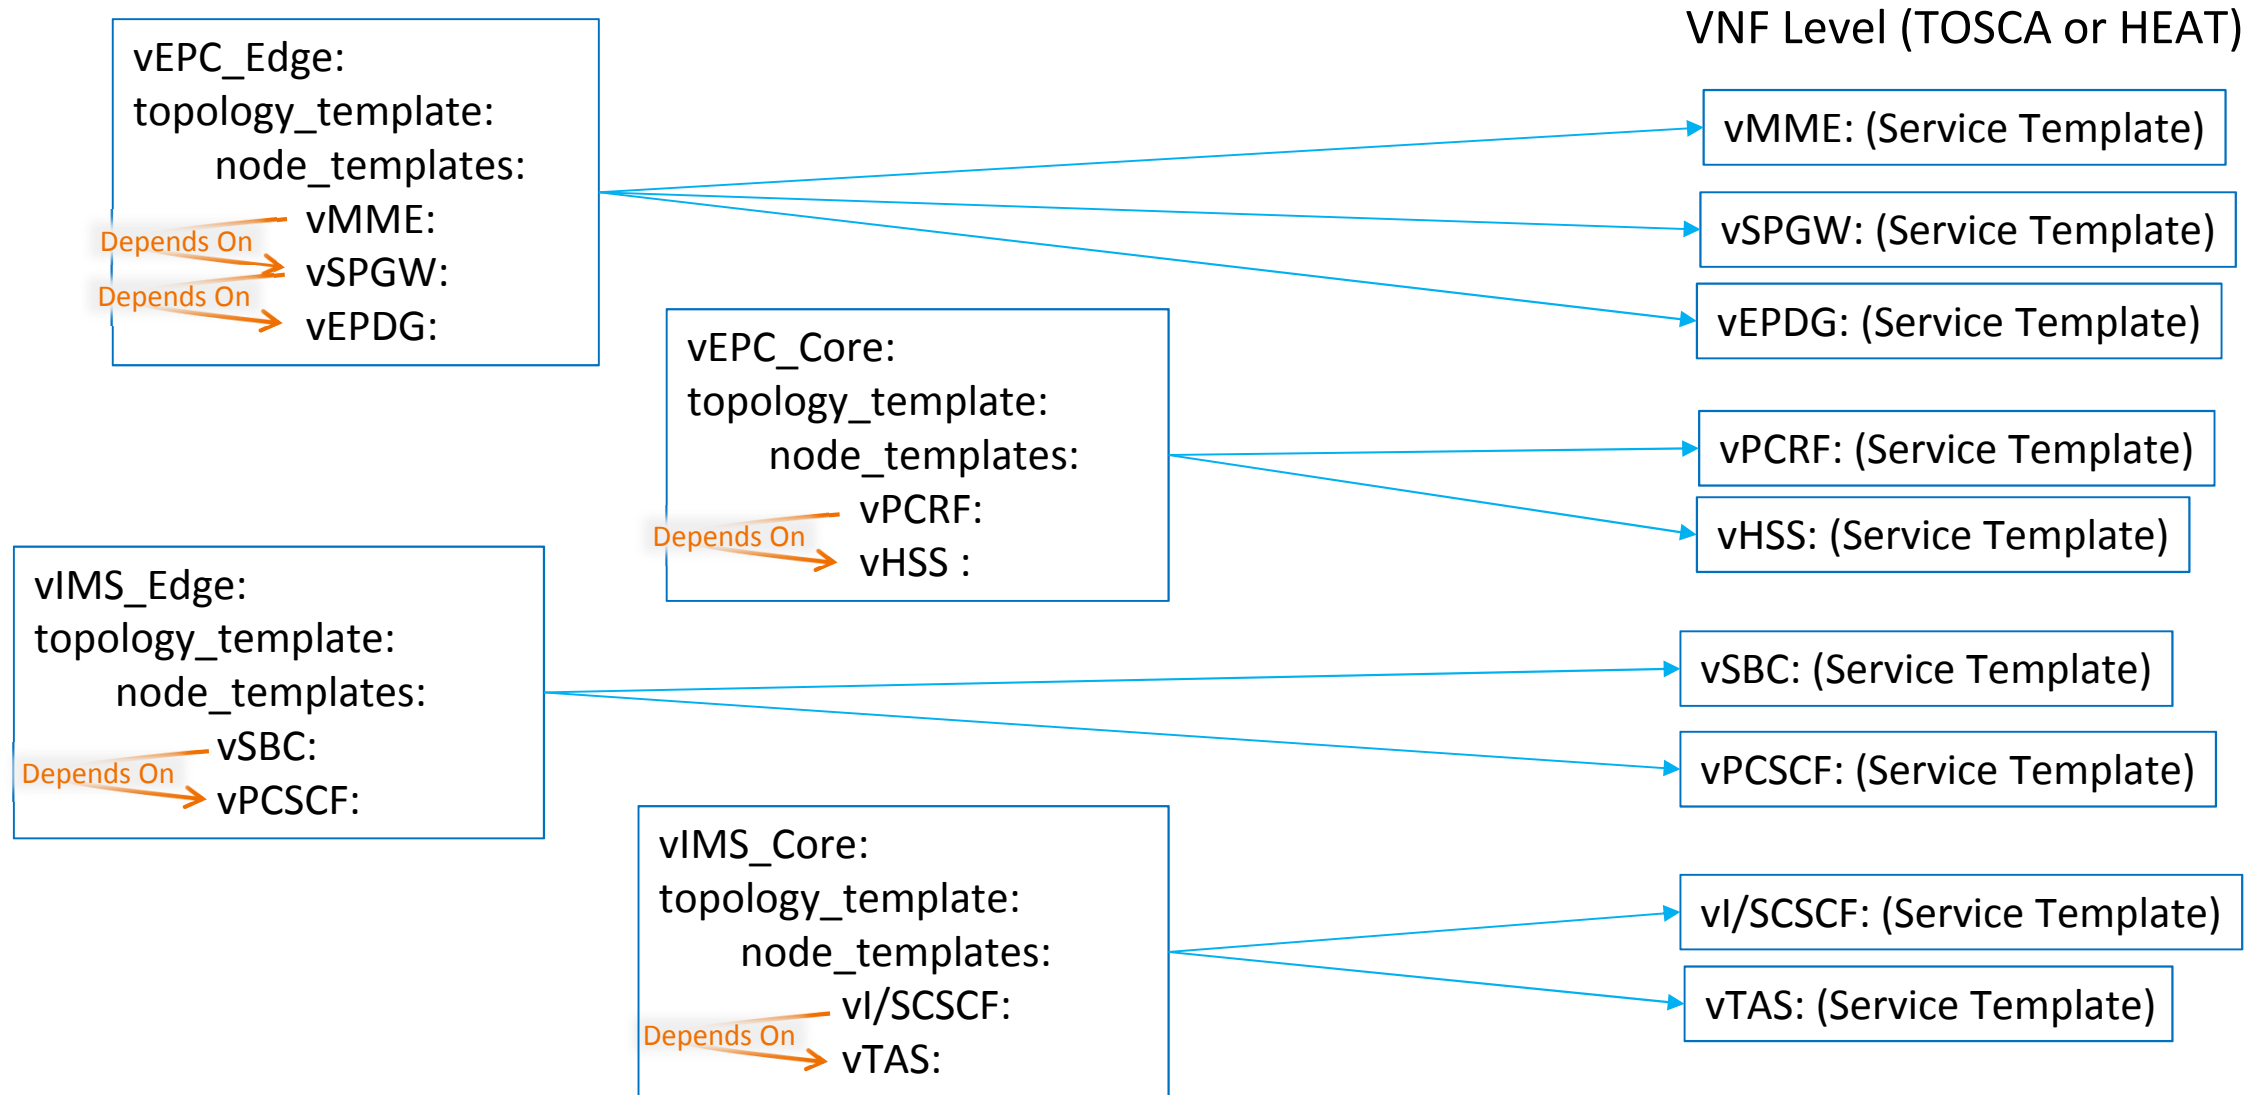 VNF Level (TOSCA or HEAT)
vEPC_Edge:
topology_template:
node_templates:
vMME:
Depends On
vSPGW:
Depends On
vEPDG:
vMME: (Service Template)
vSPGW: (Service Template)
vEPDG: (Service Template)
vEPC_Core:
topology_template:
node_templates:
vPCRF:
Depends On
vHSS :
vPCRF: (Service Template)
vHSS: (Service Template)
vIMS_Edge:
topology_template:
node_templates:
vSBC:
Depends On
vPCSCF:
vSBC: (Service Template)
vPCSCF: (Service Template)
vIMS_Core:
topology_template:
node_templates:
vI/SCSCF:
Depends On
vTAS:
vI/SCSCF: (Service Template)
vTAS: (Service Template)